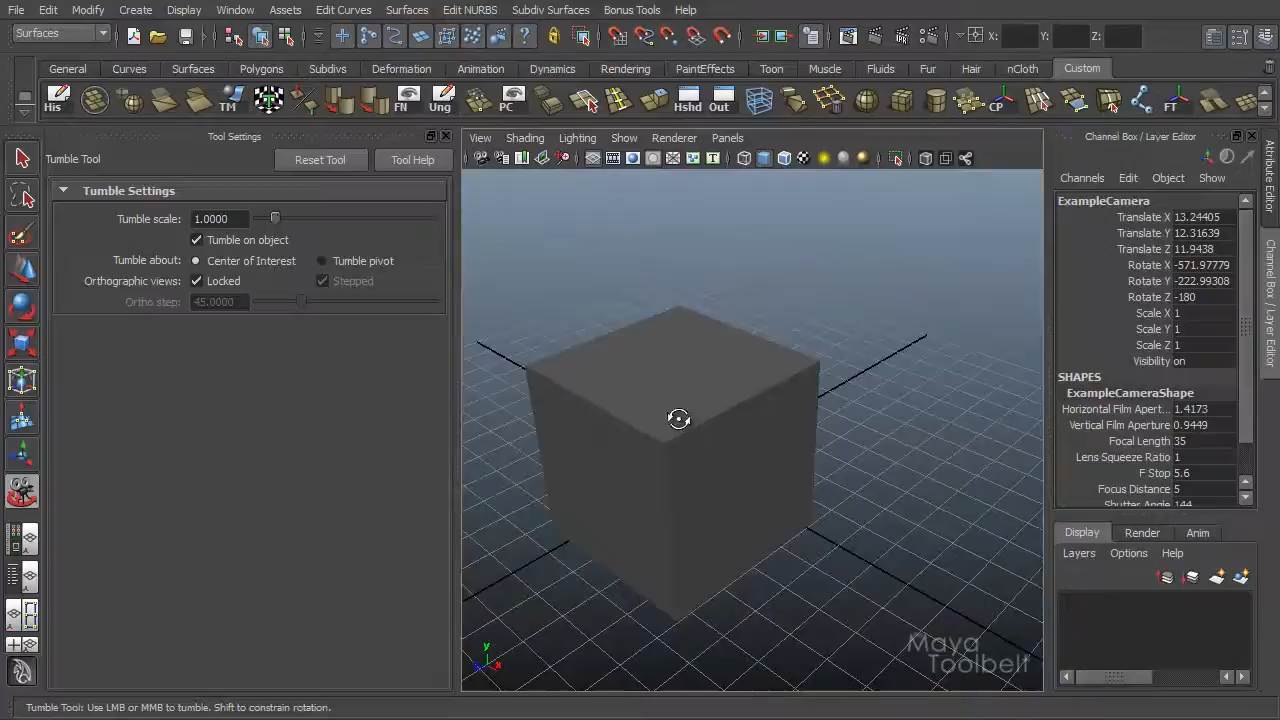 File Edit Modify Create Display Window Assets Edit Curves Surfaces Edit NURBS Subdiv Surfaces Bonus Tools Help
Surfaces X: Y: Z:
General Curves Surfaces Polygons Subdivs Deformation Animation Dynamics Rendering PaintEffects Toon Muscle Fluids Fur Hair nCloth Custom
His TM FN Ung PC Hshd Out CP FT
Tool Settings
Tumble Tool Reset Tool Tool Help
Tumble Settings
Tumble scale: 1.0000
Tumble on object
Tumble about: Center of Interest Tumble pivot
Orthographic views: Locked Stepped
Ortho step: 45.0000
View Shading Lighting Show Renderer Panels
Maya
Toolbelt
y
x
Channel Box / Layer Editor
Channels Edit Object Show
ExampleCamera
Translate X 13.24405
Translate Y 12.31639
Translate Z 11.9438
Rotate X -571.97779
Rotate Y -222.99308
Rotate Z -180
Scale X 1
Scale Y 1
Scale Z 1
Visibility on
SHAPES
ExampleCameraShape
Horizontal Film Apert... 1.4173
Vertical Film Aperture 0.9449
Focal Length 35
Lens Squeeze Ratio 1
F Stop 5.6
Focus Distance 5
Shutter Angle 144
Display Render Anim
Layers Options Help
Attribute Editor
Channel Box / Layer Editor
Tumble Tool: Use LMB or MMB to tumble. Shift to constrain rotation.